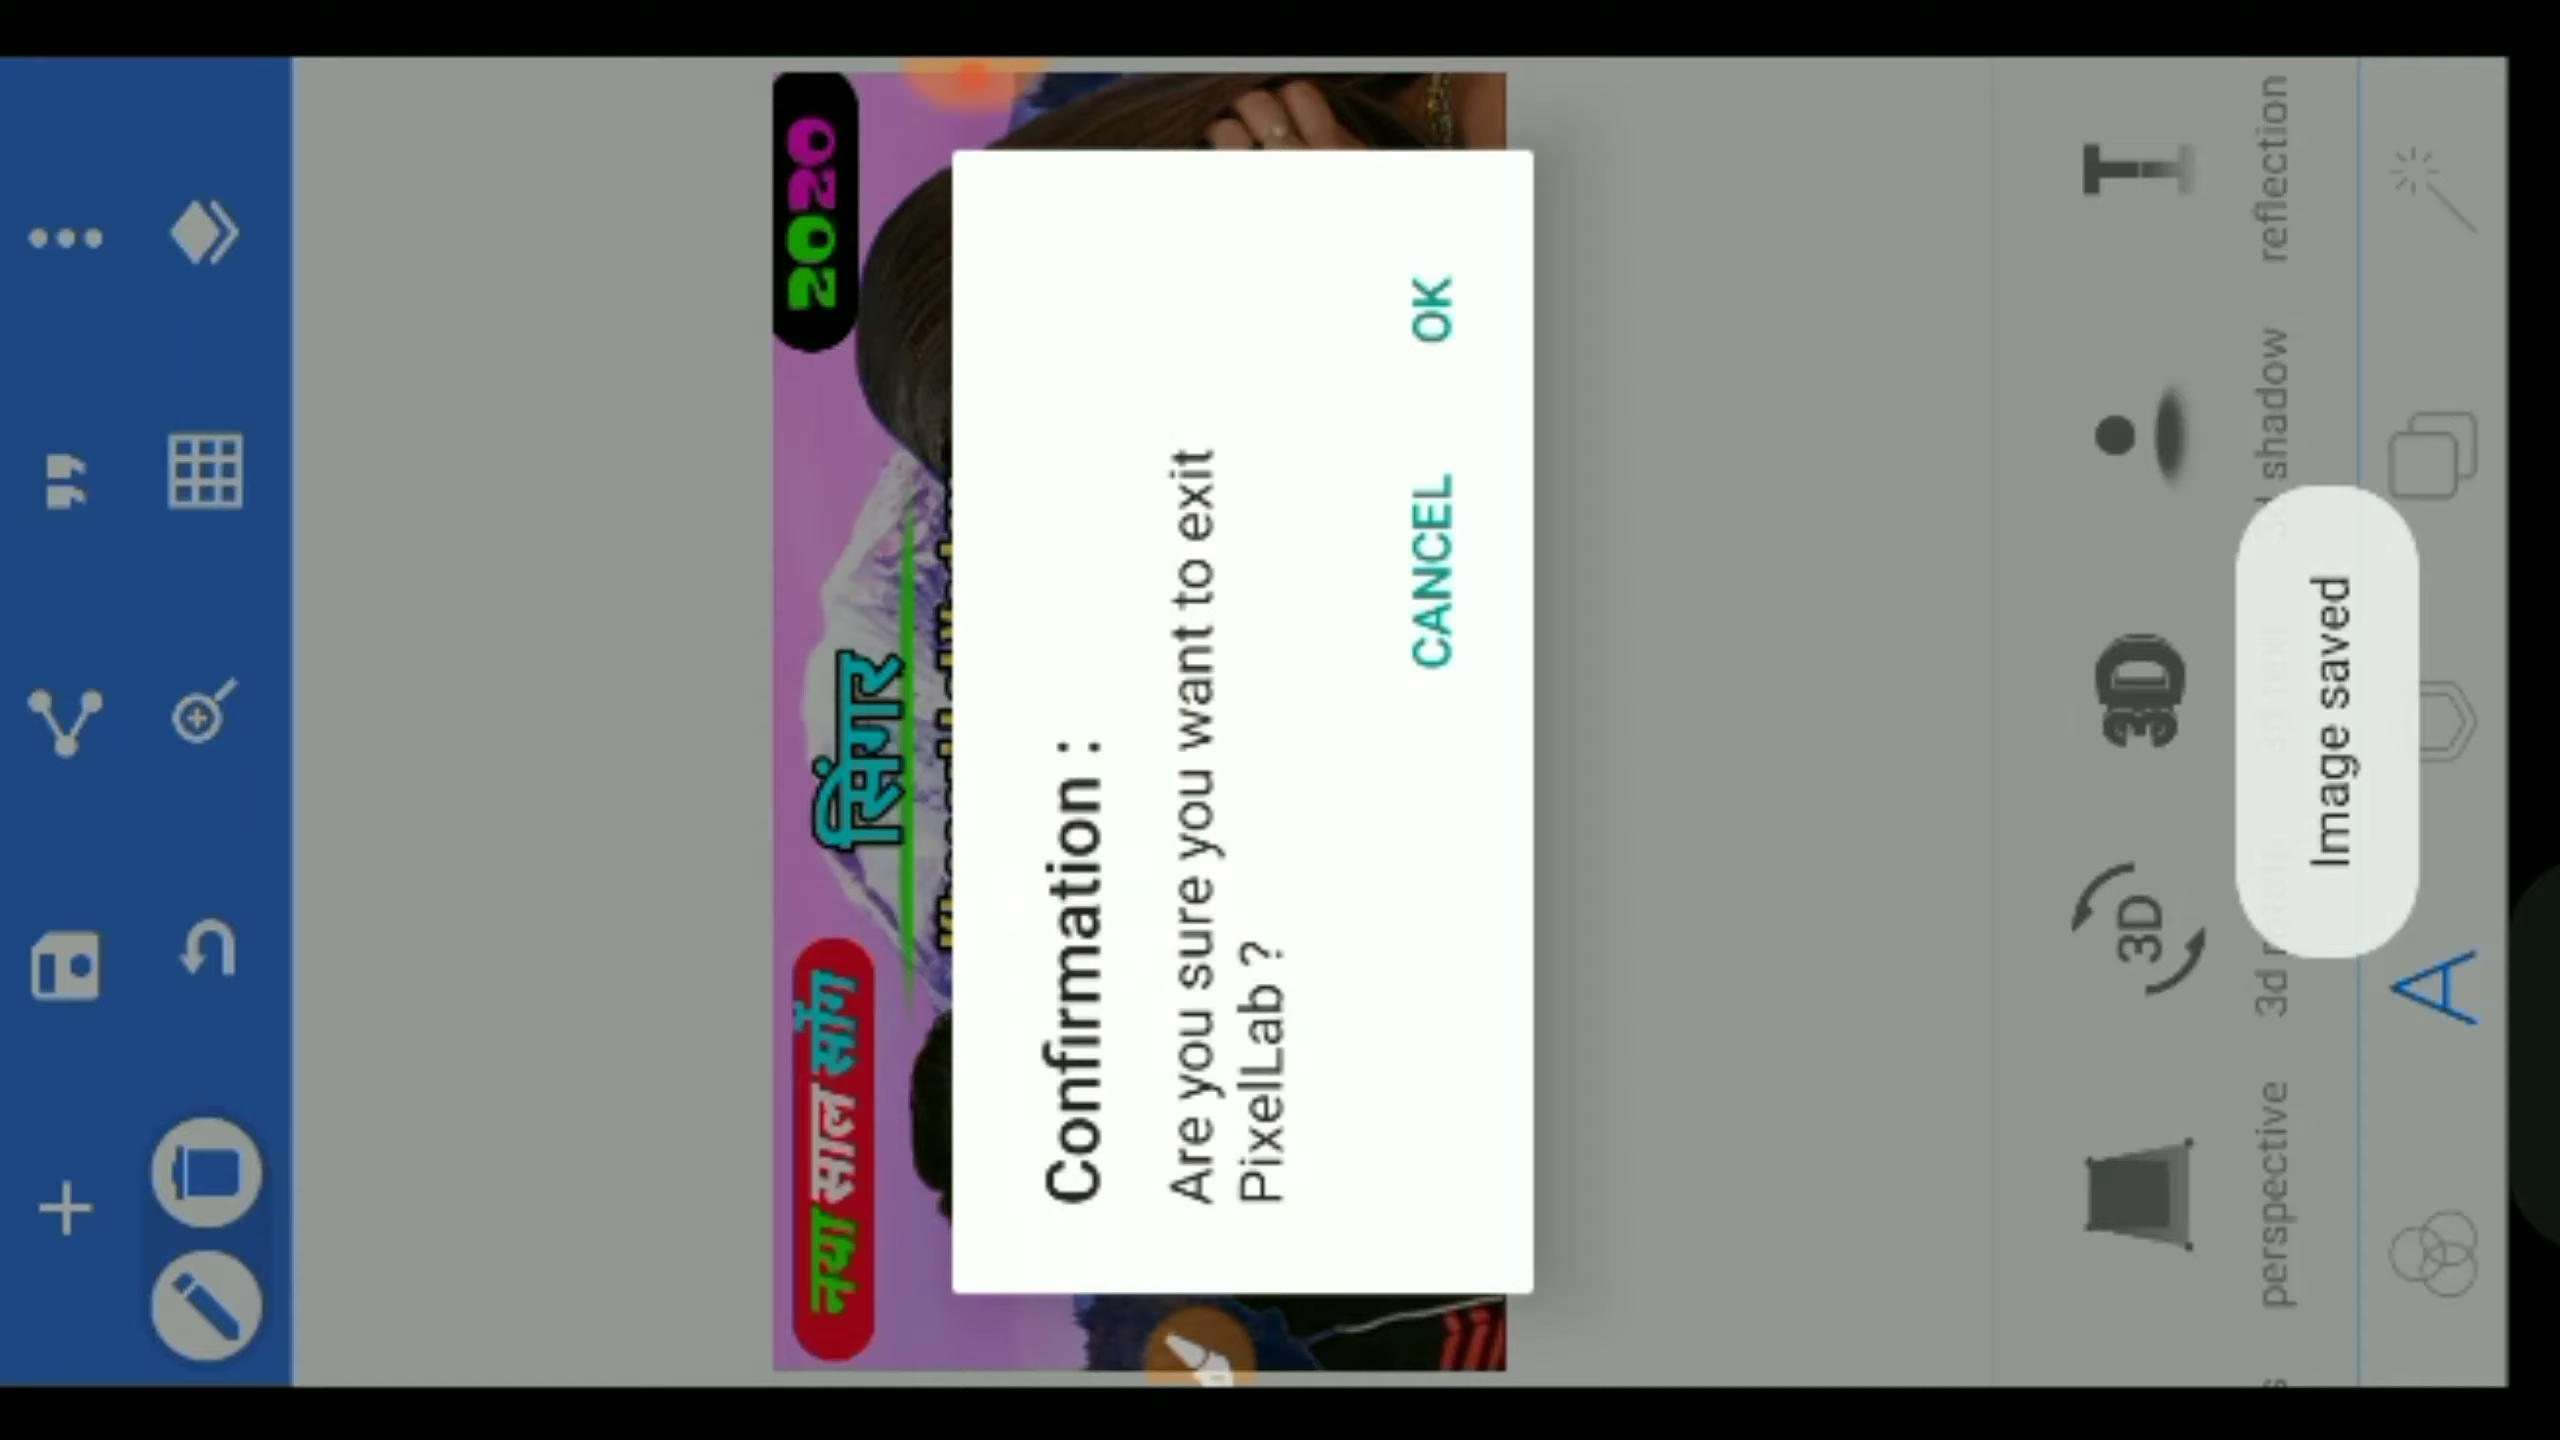 2020
नया साल सॉंग
सिंगार
Confirmation :
Are you sure you want to exit
PixelLab ?
CANCEL
OK
3D
3D
perspective
shadow
reflection
Image saved
A